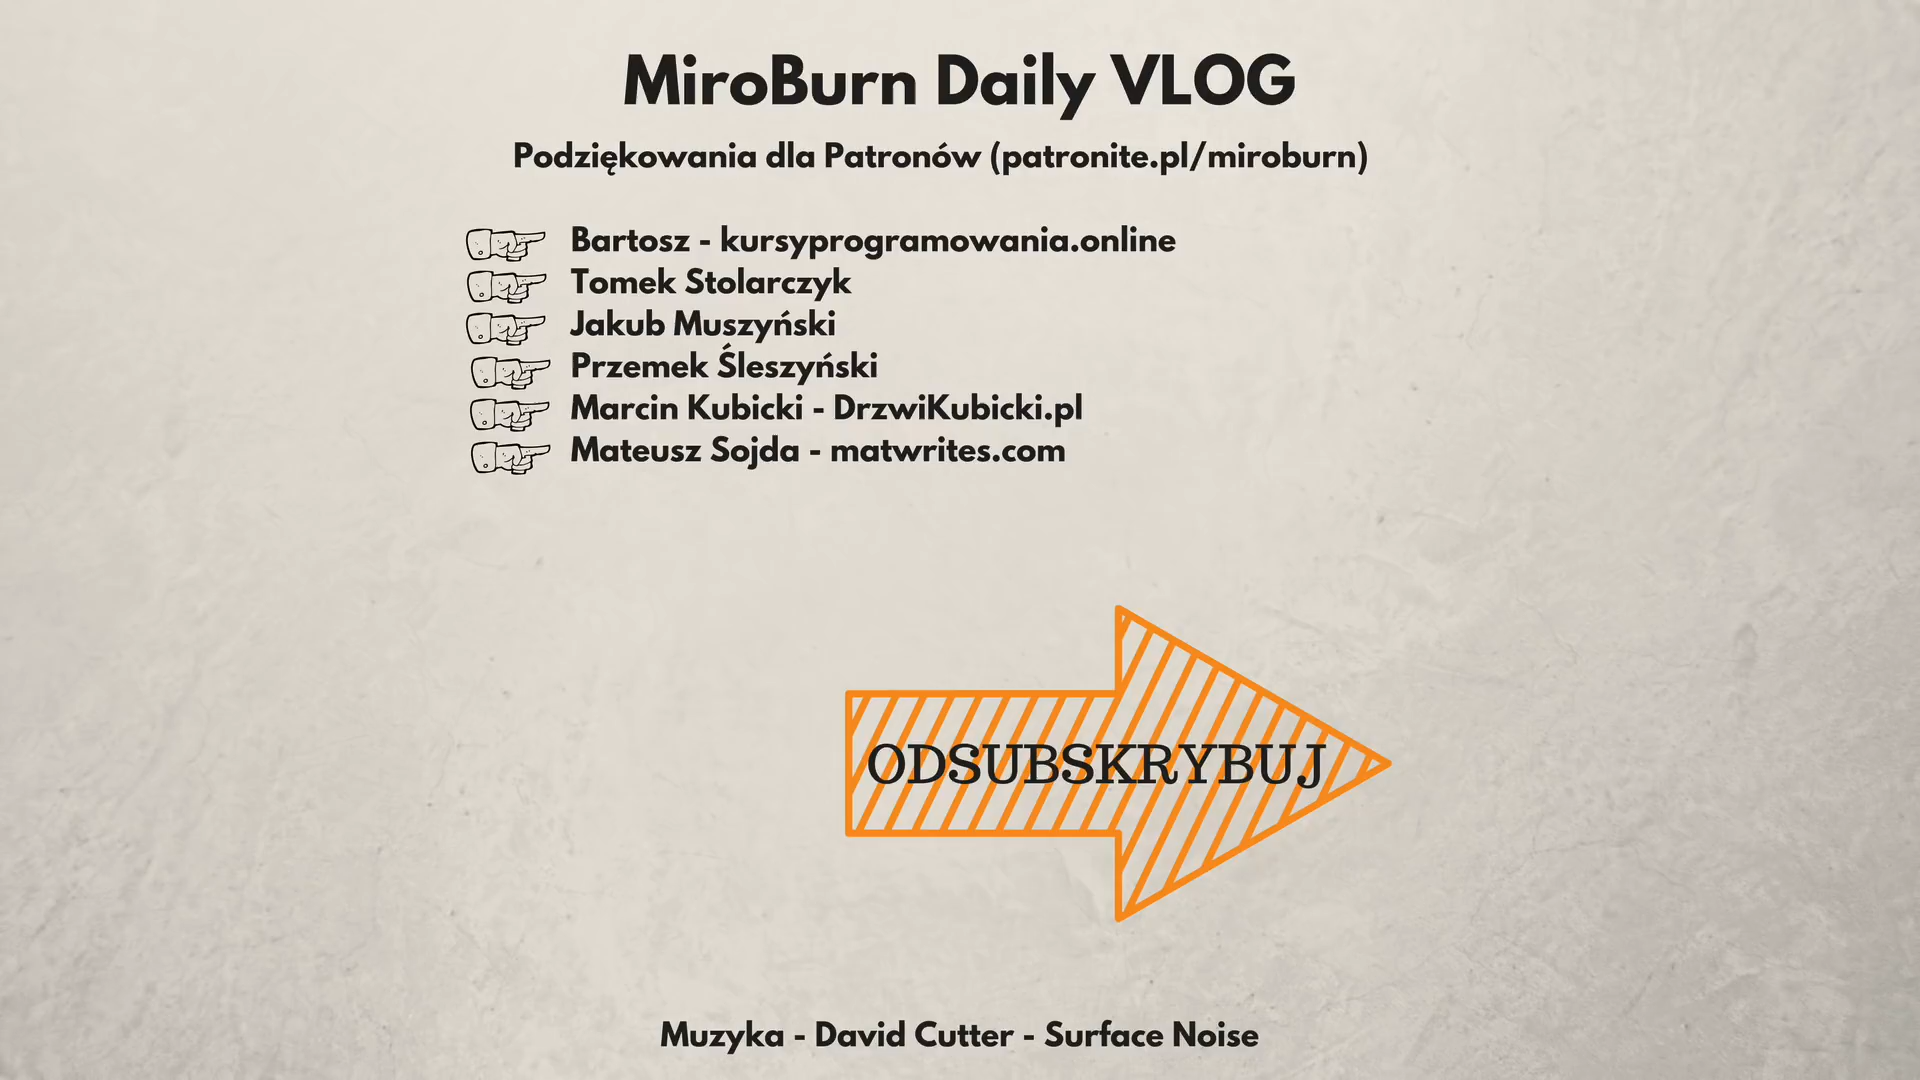 MiroBurn Daily VLOG
Podziękowania dla Patronów (patronite.pl/miroburn)
Bartosz - kursyprogramowania.online
Tomek Stolarczyk
Jakub Muszyński
Przemek Śleszyński
Marcin Kubicki - DrzwiKubicki.pl
Mateusz Sojda - matwrites.com
ODSUBSKRYBUJ
Muzyka - David Cutter - Surface Noise